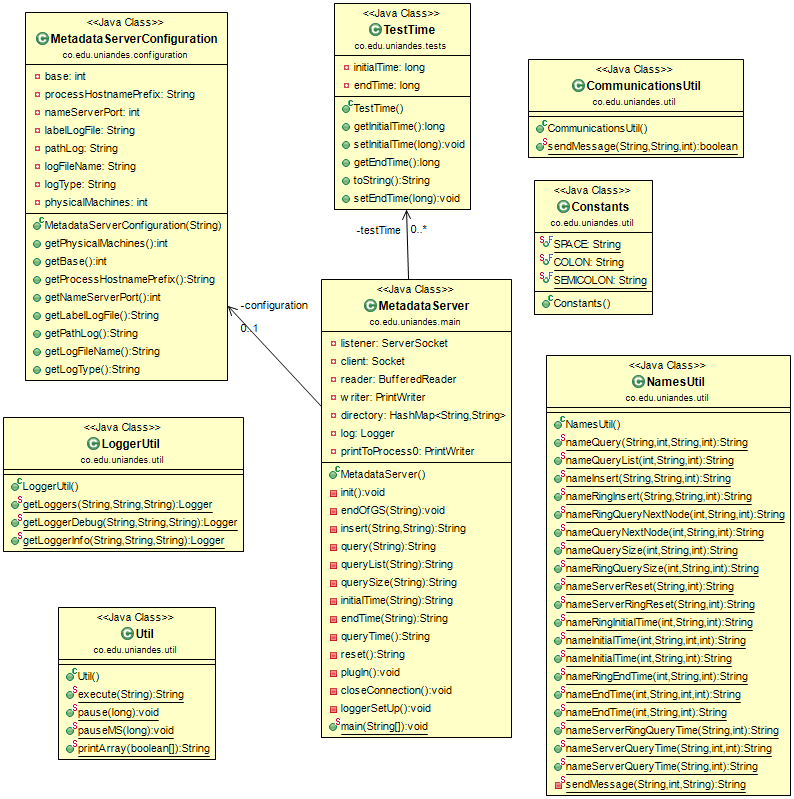 <<Java Class>>
MetadataServerConfiguration
co.edu.uniandes.configuration
base: int
processHostnamePrefix: String
nameServerPort: int
labelLogFile: String
pathLog: String
logFileName: String
logType: String
physicalMachines: int
MetadataServerConfiguration(String)
getPhysicalMachines():int
getBase():int
getProcessHostnamePrefix():String
getNameServerPort():int
getLabelLogFile():String
getPathLog():String
getLogFileName():String
getLogType():String
<<Java Class>>
TestTime
co.edu.uniandes.tests
initialTime: long
endTime: long
TestTime()
getInitialTime():long
setInitialTime(long):void
getEndTime():long
toString():String
setEndTime(long):void
<<Java Class>>
CommunicationsUtil
co.edu.uniandes.util
CommunicationsUtil()
sendMessage(String,String,int):boolean
<<Java Class>>
Constants
co.edu.uniandes.util
SPACE: String
COLON: String
SEMICOLON: String
Constants()
-testTime
0..*
-configuration
0..1
<<Java Class>>
MetadataServer
co.edu.uniandes.main
listener: ServerSocket
client: Socket
reader: BufferedReader
writer: PrintWriter
directory: HashMap<String,String>
log: Logger
printToProcess0: PrintWriter
MetadataServer()
init():void
endOfGS(String):void
insert(String,String):String
query(String):String
queryList(String):String
querySize(String):String
initialTime(String):String
endTime(String):String
queryTime():String
reset():String
plugIn():void
closeConnection():void
loggerSetUp():void
main(String[]):void
<<Java Class>>
NamesUtil
co.edu.uniandes.util
NamesUtil()
nameQuery(String,int,String,int):String
nameQueryList(int,String,int):String
nameInsert(String,String,int):String
nameRingInsert(String,String,int):String
nameRingQueryNextNode(int,String,int):String
nameQueryNextNode(int,String,int):String
nameQuerySize(int,String,int):String
nameRingQuerySize(int,String,int):String
nameServerReset(String,int):String
nameServerRingReset(String,int):String
nameRingInitialTime(int,String,int):String
nameInitialTime(int,String,int,int):String
nameInitialTime(int,String,int):String
nameRingEndTime(int,String,int):String
nameEndTime(int,String,int,int):String
nameEndTime(int,String,int):String
nameServerRingQueryTime(String,int):String
nameServerQueryTime(String,int,int):String
nameServerQueryTime(String,int):String
sendMessage(String,int,String):String
<<Java Class>>
LoggerUtil
co.edu.uniandes.util
LoggerUtil()
getLoggers(String,String,String):Logger
getLoggerDebug(String,String,String):Logger
getLoggerInfo(String,String,String):Logger
<<Java Class>>
Util
co.edu.uniandes.util
Util()
execute(String):String
pause(long):void
pauseMS(long):void
printArray(boolean[]):String